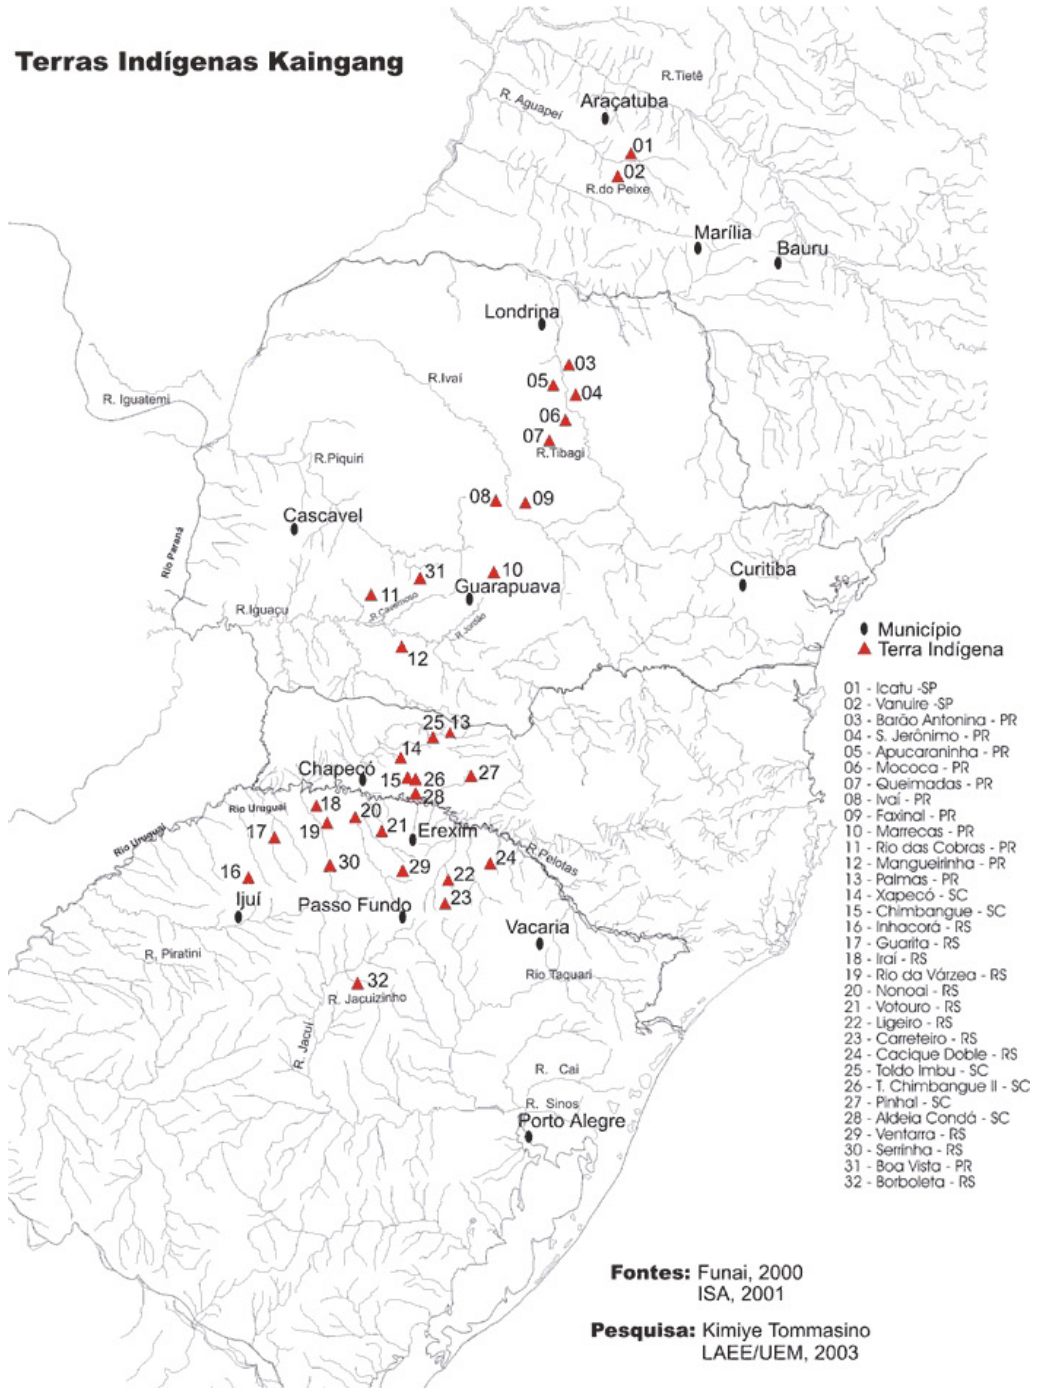 Terras Indígenas Kaingang
R.Tietê
R. Aguapeí
Araçatuba
01
02
R.do Peixe
Marília
Bauru
Londrina
03
R.Ivaí
05
04
R. Iguatemi
06
07
R.Tibagi
R.Piquiri
08
09
Cascavel
Rio Paraná
31
10
Curitiba
11
Guarapuava
R.Cavernoso
R.Iguaçu
R. Jordão
12
Município
Terra Indígena
01 - Icatu -SP
02 - Vanuire -SP
03 - Barão Antonina - PR
04 - S. Jerônimo - PR
05 - Apucaraninha - PR
06 - Mococa - PR
07 - Queimadas - PR
08 - Ivaí - PR
09 - Faxinal - PR
10 - Marrecas - PR
11 - Rio das Cobras - PR
12 - Mangueirinha - PR
13 - Palmas - PR
14 - Xapecó - SC
15 - Chimbangue - SC
16 - Inhacorá - RS
17 - Guarita - RS
18 - Iraí - RS
19 - Rio da Várzea - RS
20 - Nonoai - RS
21 - Votouro - RS
22 - Ligeiro - RS
23 - Carreteiro - RS
24 - Cacique Doble - RS
25 - Toldo Imbu - SC
26 - T. Chimbangue II - SC
27 - Pinhal - SC
28 - Aldeia Condá - SC
29 - Ventarra - RS
30 - Serrinha - RS
31 - Boa Vista - PR
32 - Borboleta - RS
25
13
14
Chapecó
15
26
27
28
Rio Uruguai
18
20
19
21
Erexim
Rio Uruguai
17
R.Pelotas
24
30
29
22
16
23
Ijuí
Passo Fundo
Vacaria
R, Piratini
Rio Taquari
32
R. Jacuizinho
R. Jacuí
R. Cai
R. Sinos
Porto Alegre
Fontes: Funai, 2000
ISA, 2001
Pesquisa: Kimiye Tommasino
LAEE/UEM, 2003